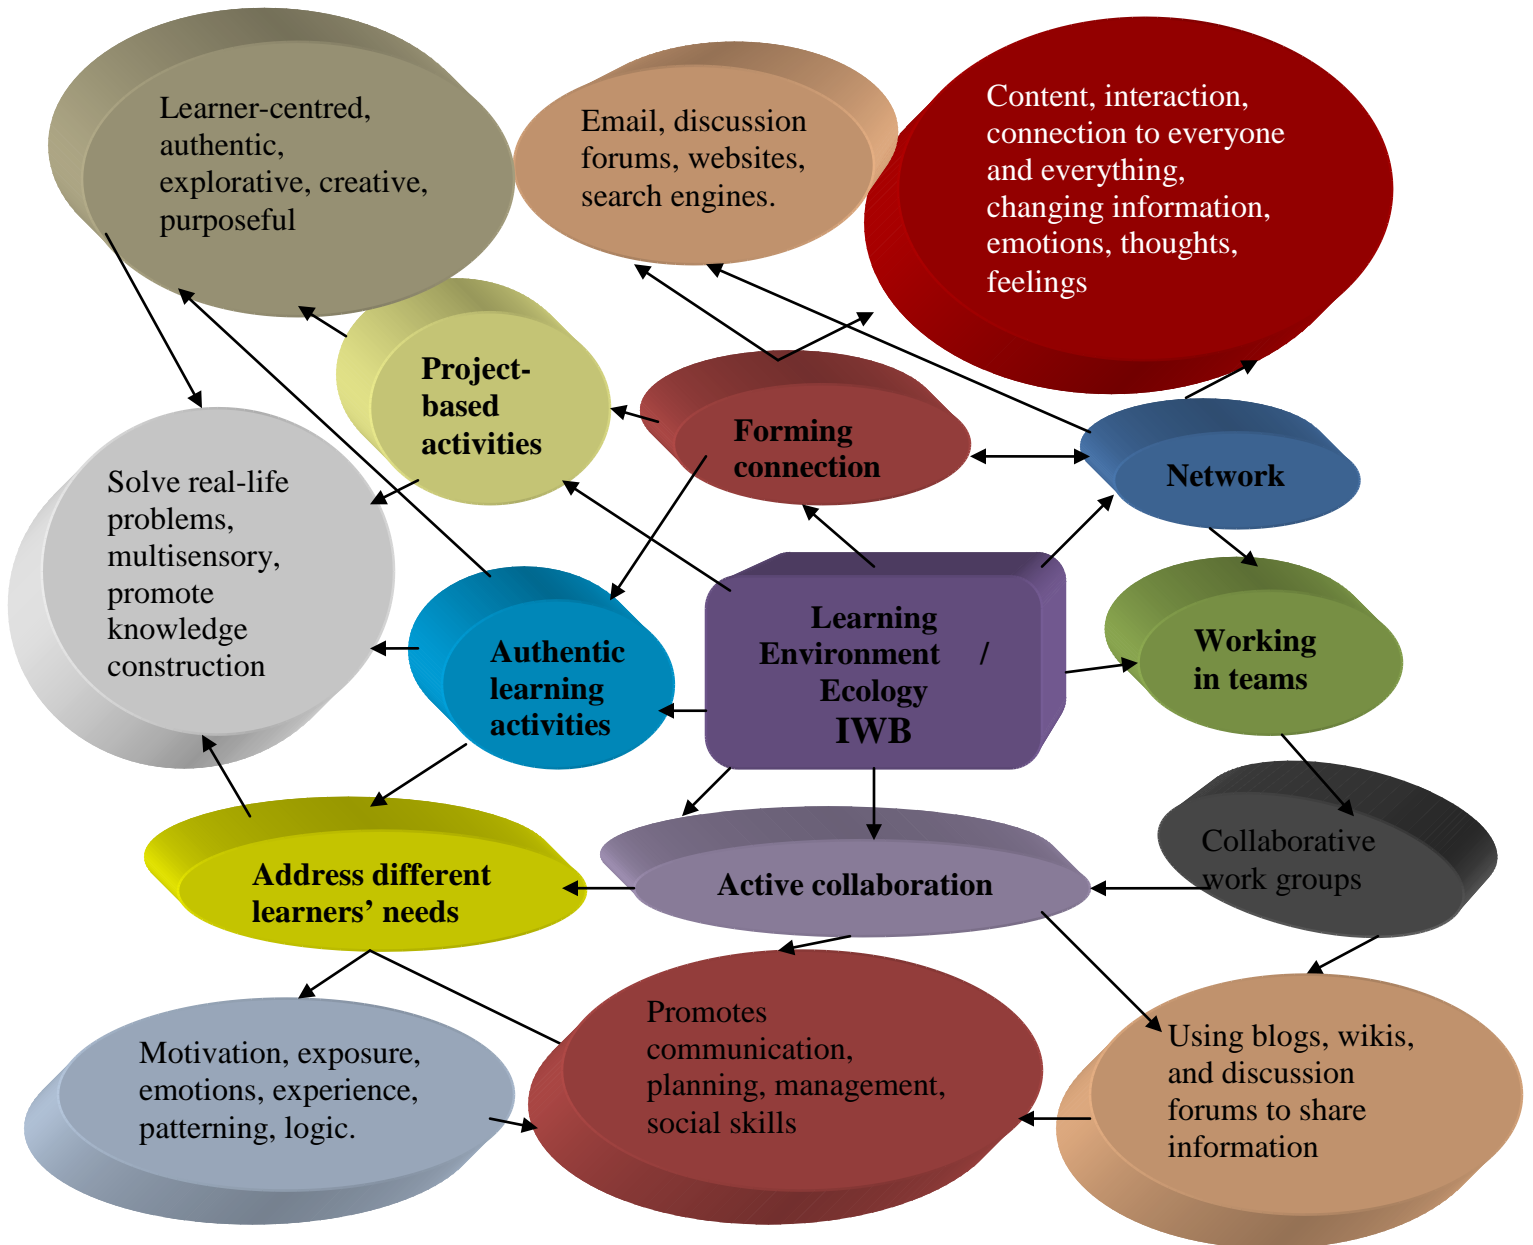 Learner-centred,
authentic,
explorative, creative,
purposeful
Email, discussion
forums, websites,
search engines.
Content, interaction,
connection to everyone
and everything,
changing information,
emotions, thoughts,
feelings
Project-
based
activities
Forming
connection
Network
Solve real-life
problems,
multisensory,
promote
knowledge
construction
Authentic
learning
activities
Learning
Environment /
Ecology
IWB
Working
in teams
Address different
learners’ needs
Active collaboration
Collaborative
work groups
Motivation, exposure,
emotions, experience,
patterning, logic.
Promotes
communication,
planning, management,
social skills
Using blogs, wikis,
and discussion
forums to share
information